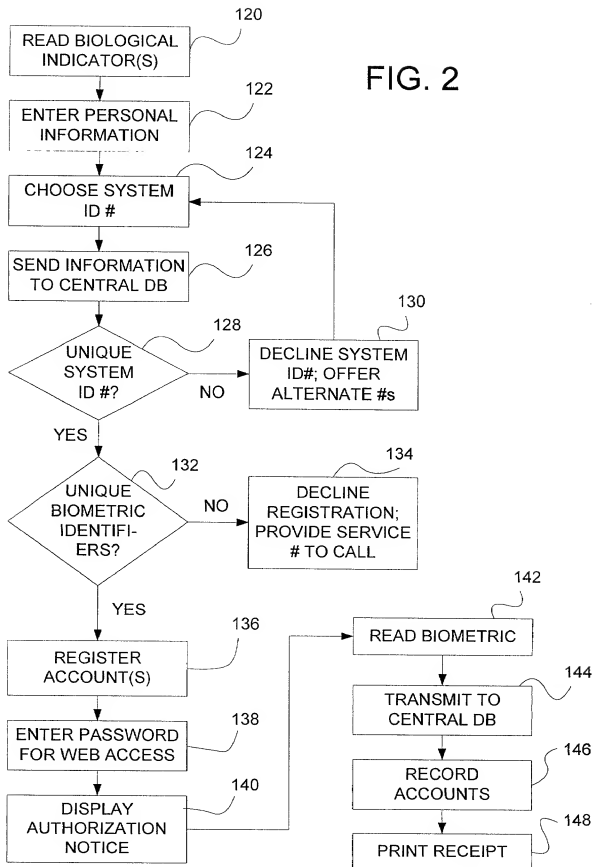 FIG. 2
120
READ BIOLOGICAL
INDICATOR(S)
122
ENTER PERSONAL
INFORMATION
124
CHOOSE SYSTEM
ID #
126
SEND INFORMATION
TO CENTRAL DB
128
UNIQUE
SYSTEM
ID #?
NO
130
DECLINE SYSTEM
ID#; OFFER
ALTERNATE #s
YES
132
UNIQUE
BIOMETRIC
IDENTIFI-
ERS?
NO
134
DECLINE
REGISTRATION;
PROVIDE SERVICE
# TO CALL
YES
136
REGISTER
ACCOUNT(S)
138
ENTER PASSWORD
FOR WEB ACCESS
140
DISPLAY
AUTHORIZATION
NOTICE
142
READ BIOMETRIC
144
TRANSMIT TO
CENTRAL DB
146
RECORD
ACCOUNTS
148
PRINT RECEIPT